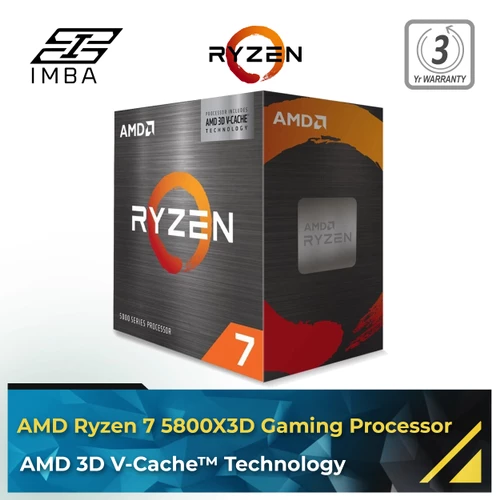 IMBA
RYZEN
3
Yr WARRANTY
AMD
PROCESSOR INCLUDES
AMD 3D V-CACHE
TECHNOLOGY
AMD
RYZEN
AMD
RYZEN
5000 SERIES PROCESSOR
7
AMD Ryzen 7 5800X3D Gaming Processor
AMD 3D V-Cache™ Technology